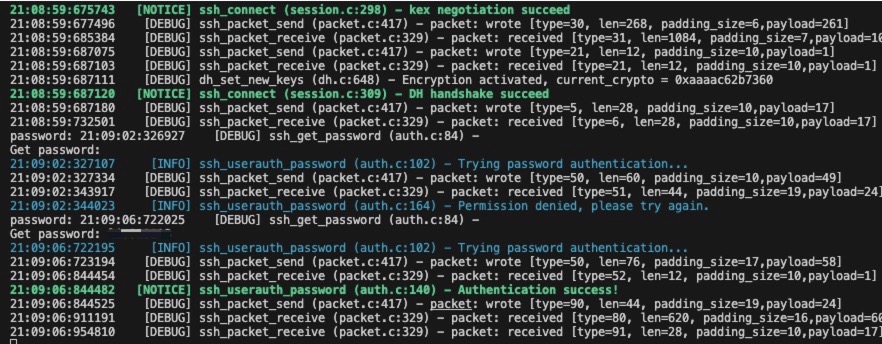 21:08:59:675743 [NOTICE] ssh_connect (session.c:298) – kex negotiation succeed
21:08:59:677496 [DEBUG] ssh_packet_send (packet.c:417) – packet: wrote [type=30, len=268, padding_size=6,payload=261]
21:08:59:685384 [DEBUG] ssh_packet_receive (packet.c:329) – packet: received [type=31, len=1084, padding_size=7,payload=10
21:08:59:687075 [DEBUG] ssh_packet_send (packet.c:417) – packet: wrote [type=21, len=12, padding_size=10,payload=1]
21:08:59:687103 [DEBUG] ssh_packet_receive (packet.c:329) – packet: received [type=21, len=12, padding_size=10,payload=1]
21:08:59:687111 [DEBUG] dh_set_new_keys (dh.c:648) – Encryption activated, current_crypto = 0xaaaac62b7360
21:08:59:687120 [NOTICE] ssh_connect (session.c:309) – DH handshake succeed
21:08:59:687180 [DEBUG] ssh_packet_send (packet.c:417) – packet: wrote [type=5, len=28, padding_size=10,payload=17]
21:08:59:732501 [DEBUG] ssh_packet_receive (packet.c:329) – packet: received [type=6, len=28, padding_size=10,payload=17]
password: 21:09:02:326927 [DEBUG] ssh_get_password (auth.c:84) –
Get password:
21:09:02:327107 [INFO] ssh_userauth_password (auth.c:102) – Trying password authentication...
21:09:02:327334 [DEBUG] ssh_packet_send (packet.c:417) – packet: wrote [type=50, len=60, padding_size=10,payload=49]
21:09:02:343917 [DEBUG] ssh_packet_receive (packet.c:329) – packet: received [type=51, len=44, padding_size=19,payload=24]
21:09:02:344023 [INFO] ssh_userauth_password (auth.c:164) – Permission denied, please try again.
password: 21:09:06:722025 [DEBUG] ssh_get_password (auth.c:84) –
Get password:
21:09:06:722195 [INFO] ssh_userauth_password (auth.c:102) – Trying password authentication...
21:09:06:723194 [DEBUG] ssh_packet_send (packet.c:417) – packet: wrote [type=50, len=76, padding_size=17,payload=58]
21:09:06:844454 [DEBUG] ssh_packet_receive (packet.c:329) – packet: received [type=52, len=12, padding_size=10,payload=1]
21:09:06:844482 [NOTICE] ssh_userauth_password (auth.c:140) – Authentication success!
21:09:06:844525 [DEBUG] ssh_packet_send (packet.c:417) – packet: wrote [type=90, len=44, padding_size=19,payload=24]
21:09:06:911191 [DEBUG] ssh_packet_receive (packet.c:329) – packet: received [type=80, len=620, padding_size=16,payload=60
21:09:06:954810 [DEBUG] ssh_packet_receive (packet.c:329) – packet: received [type=91, len=28, padding_size=10,payload=17]